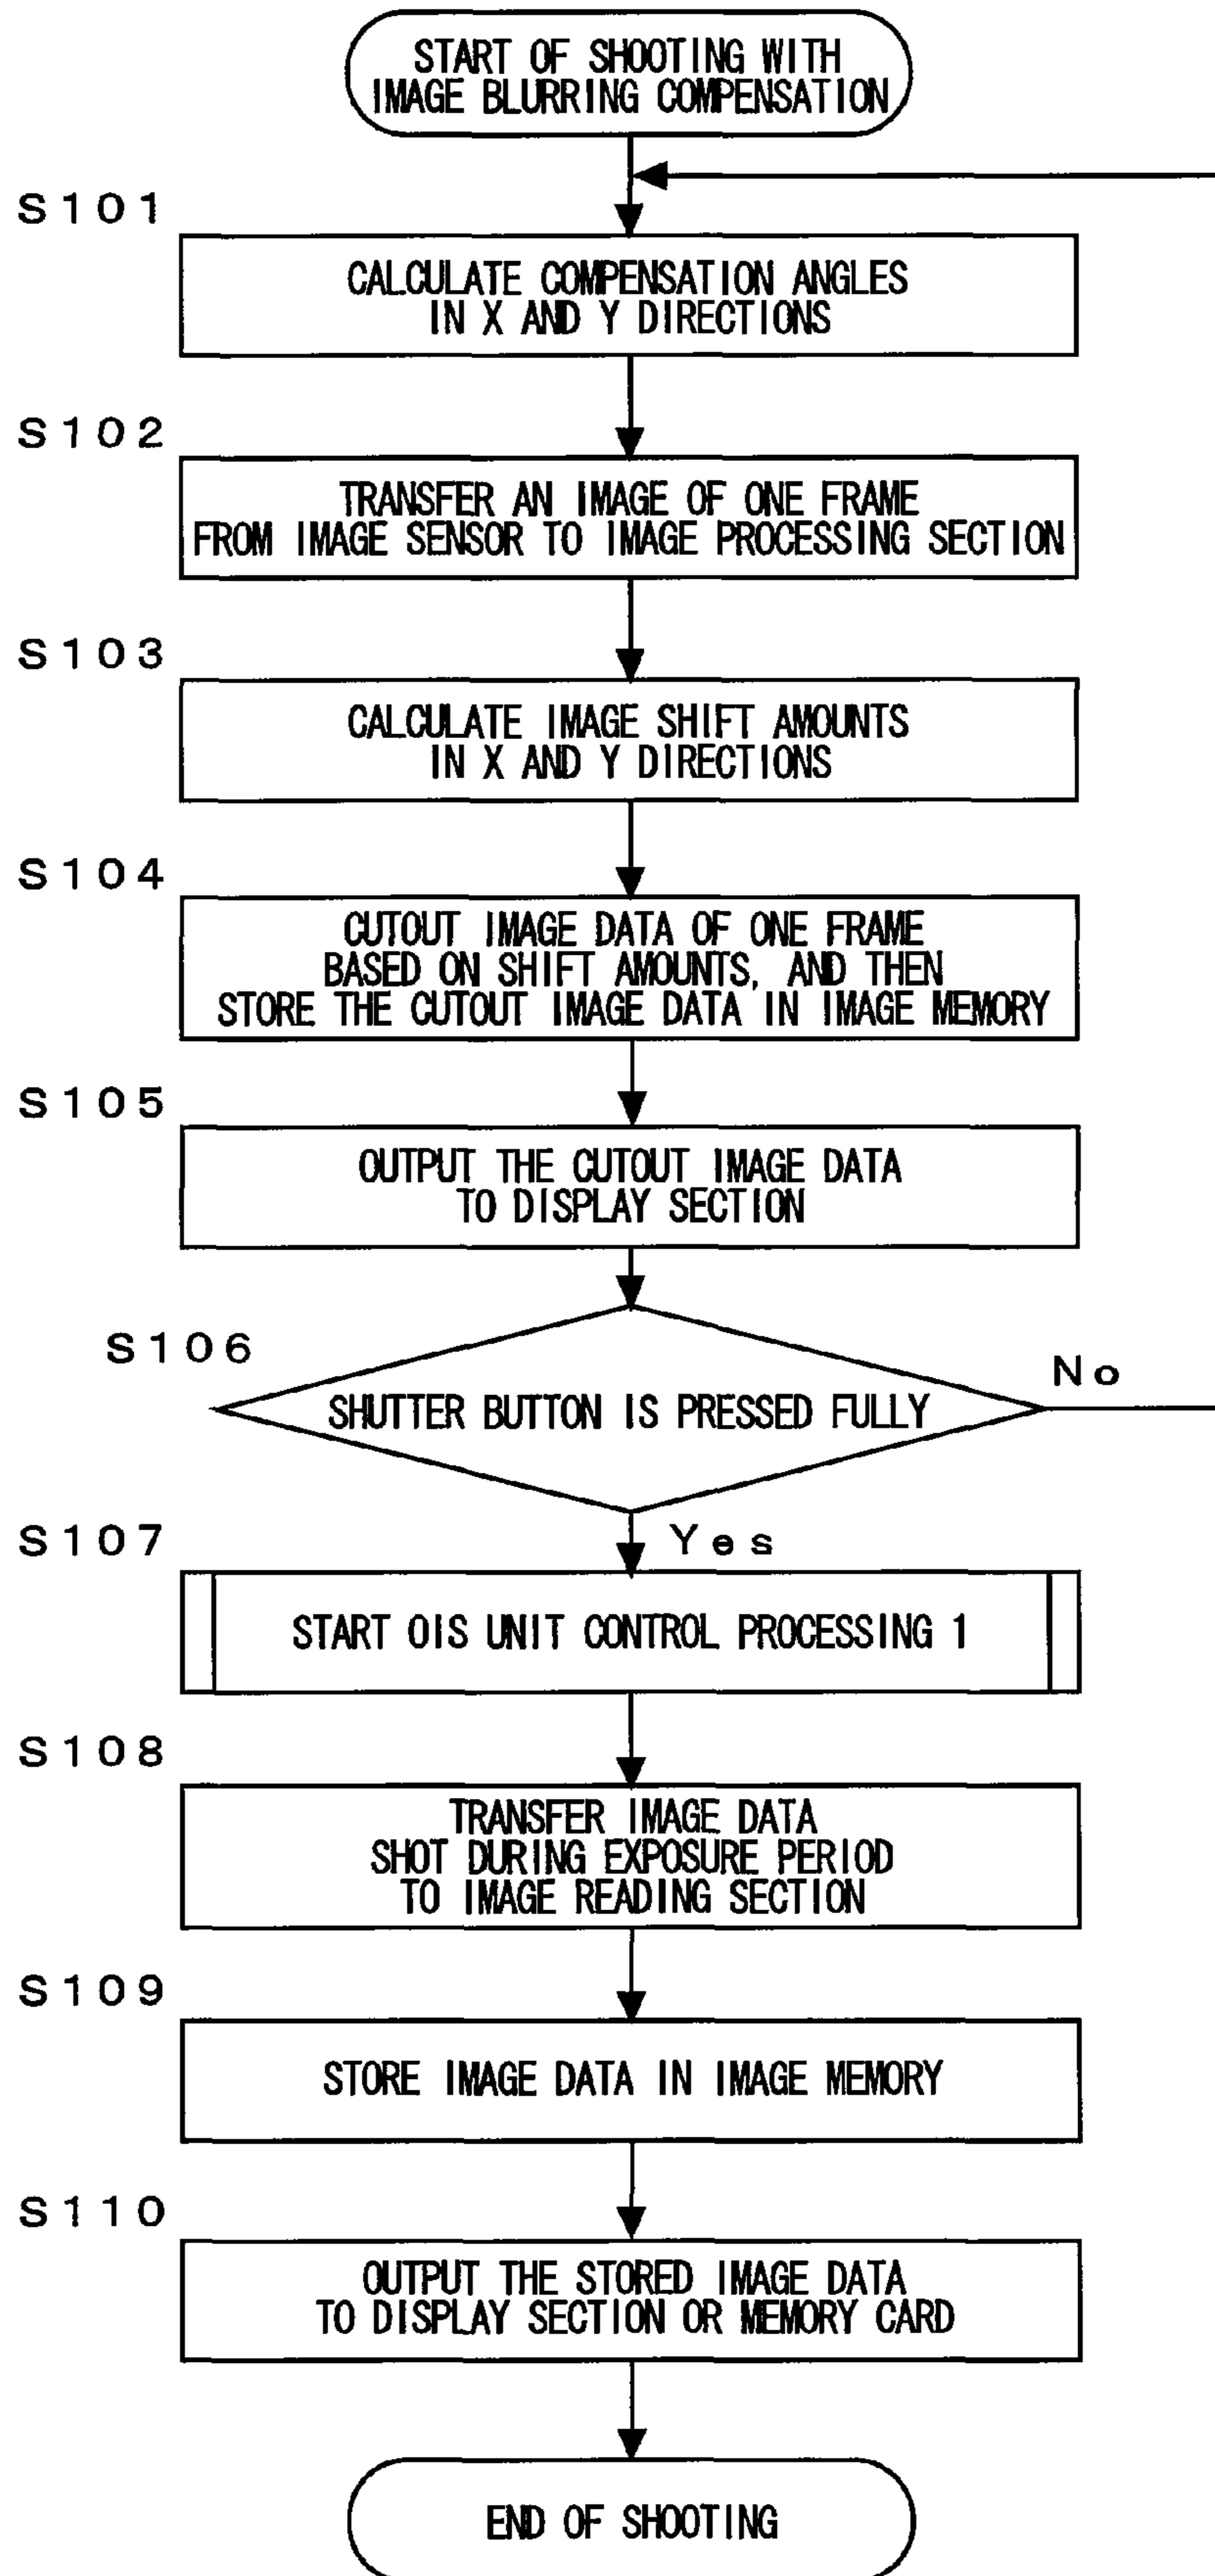 START OF SHOOTING WITH
IMAGE BLURRING COMPENSATION
S101
CALCULATE COMPENSATION ANGLES
IN X AND Y DIRECTIONS
S102
TRANSFER AN IMAGE OF ONE FRAME
FROM IMAGE SENSOR TO IMAGE PROCESSING SECTION
S103
CALCULATE IMAGE SHIFT AMOUNTS
IN X AND Y DIRECTIONS
S104
CUTOUT IMAGE DATA OF ONE FRAME
BASED ON SHIFT AMOUNTS, AND THEN
STORE THE CUTOUT IMAGE DATA IN IMAGE MEMORY
S105
OUTPUT THE CUTOUT IMAGE DATA
TO DISPLAY SECTION
S106
SHUTTER BUTTON IS PRESSED FULLY
No
Yes
S107
START OIS UNIT CONTROL PROCESSING 1
S108
TRANSFER IMAGE DATA
SHOT DURING EXPOSURE PERIOD
TO IMAGE READING SECTION
S109
STORE IMAGE DATA IN IMAGE MEMORY
S110
OUTPUT THE STORED IMAGE DATA
TO DISPLAY SECTION OR MEMORY CARD
END OF SHOOTING